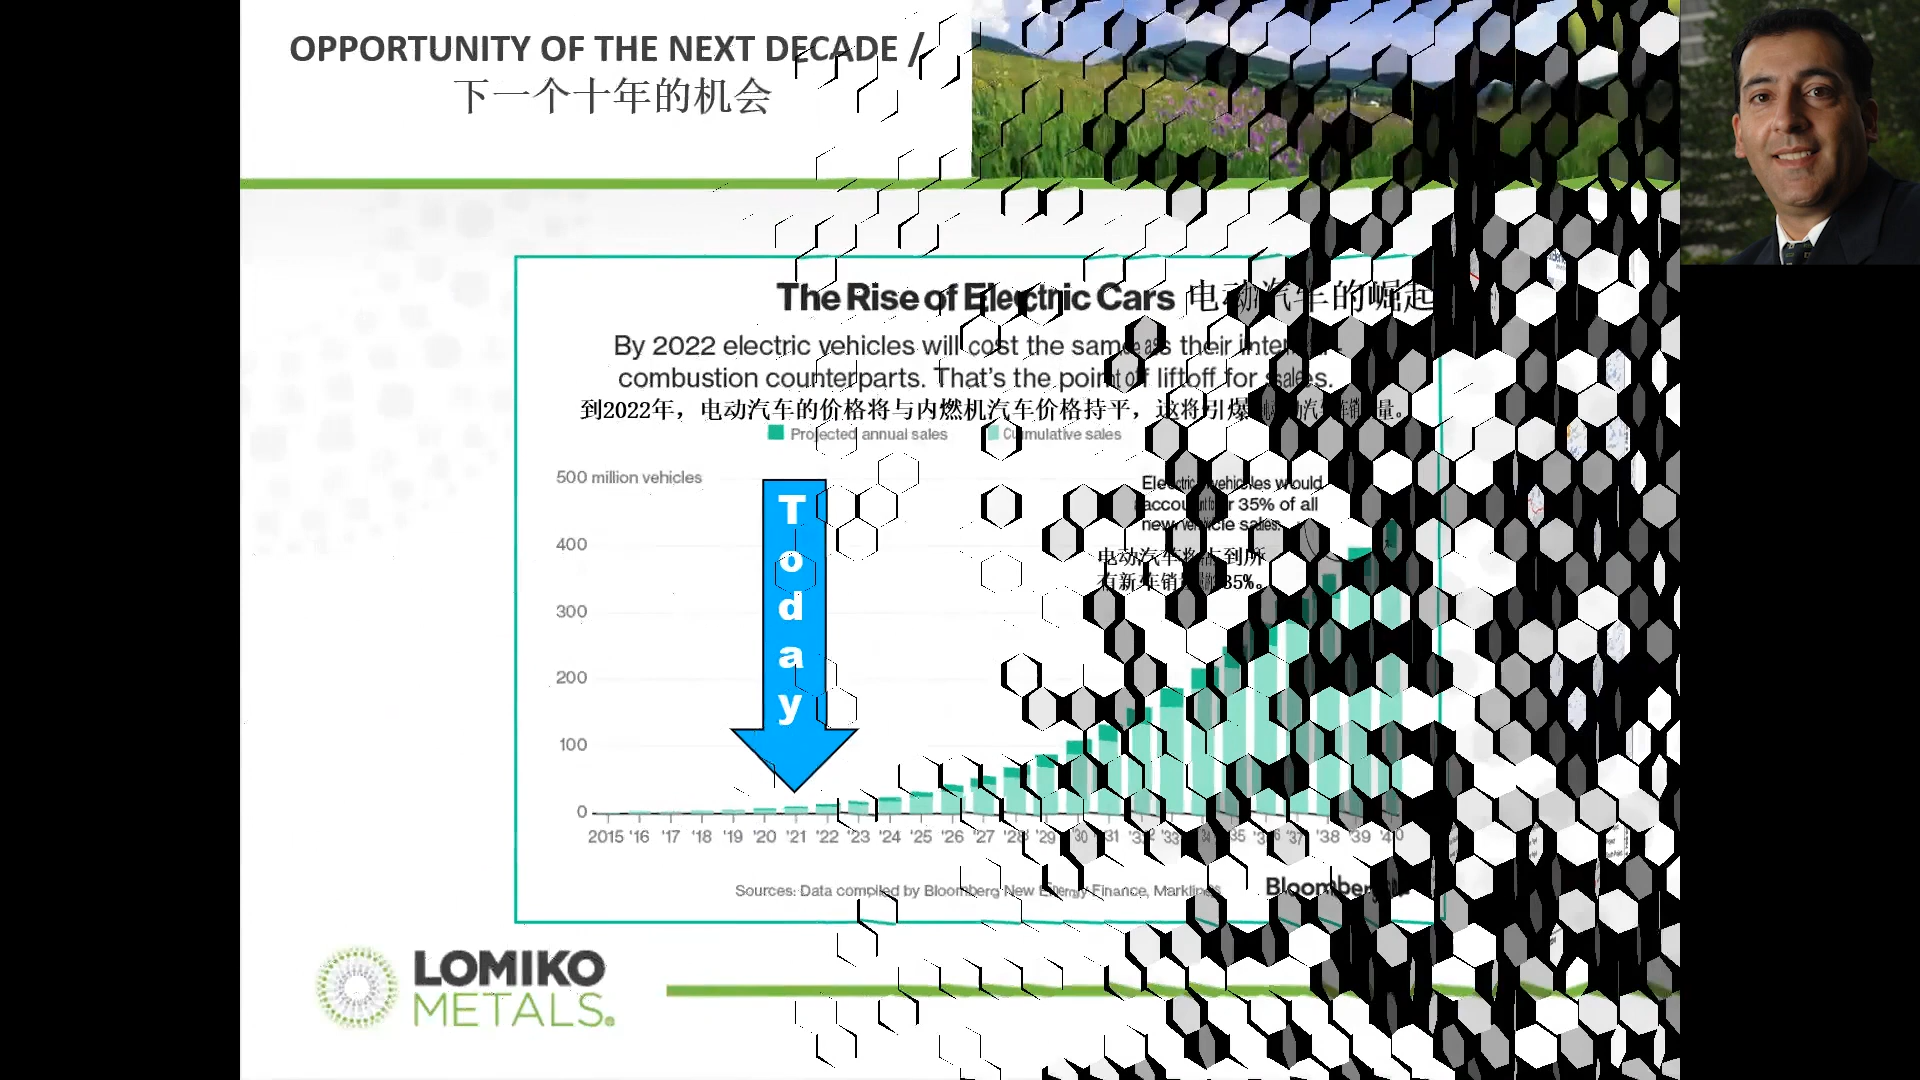 OPPORTUNITY OF THE NEXT DECADE /
下一个十年的机会
The Rise of Electric Cars 电动汽车的崛起
By 2022 electric vehicles will cost the same as their internal-
combustion counterparts. That's the point of liftoff for sales.
到2022年，电动汽车的价格将与内燃机汽车价格持平，这将引爆电动汽车销量。
Projected annual sales Cumulative sales
500 million vehicles
Electric vehicles would
account for 35% of all
new vehicle sales.
电动汽车将占到所
有新车销量的35%。
Today
400
300
200
100
0
2015 '16 '17 '18 '19 '20 '21 '22 '23 '24 '25 '26 '27 '28 '29 '30 '31 '32 '33 '34 '35 '36 '37 '38 '39 '40
Sources: Data compiled by Bloomberg New Energy Finance, Marklines
Bloomberg
LOMIKO
METALS